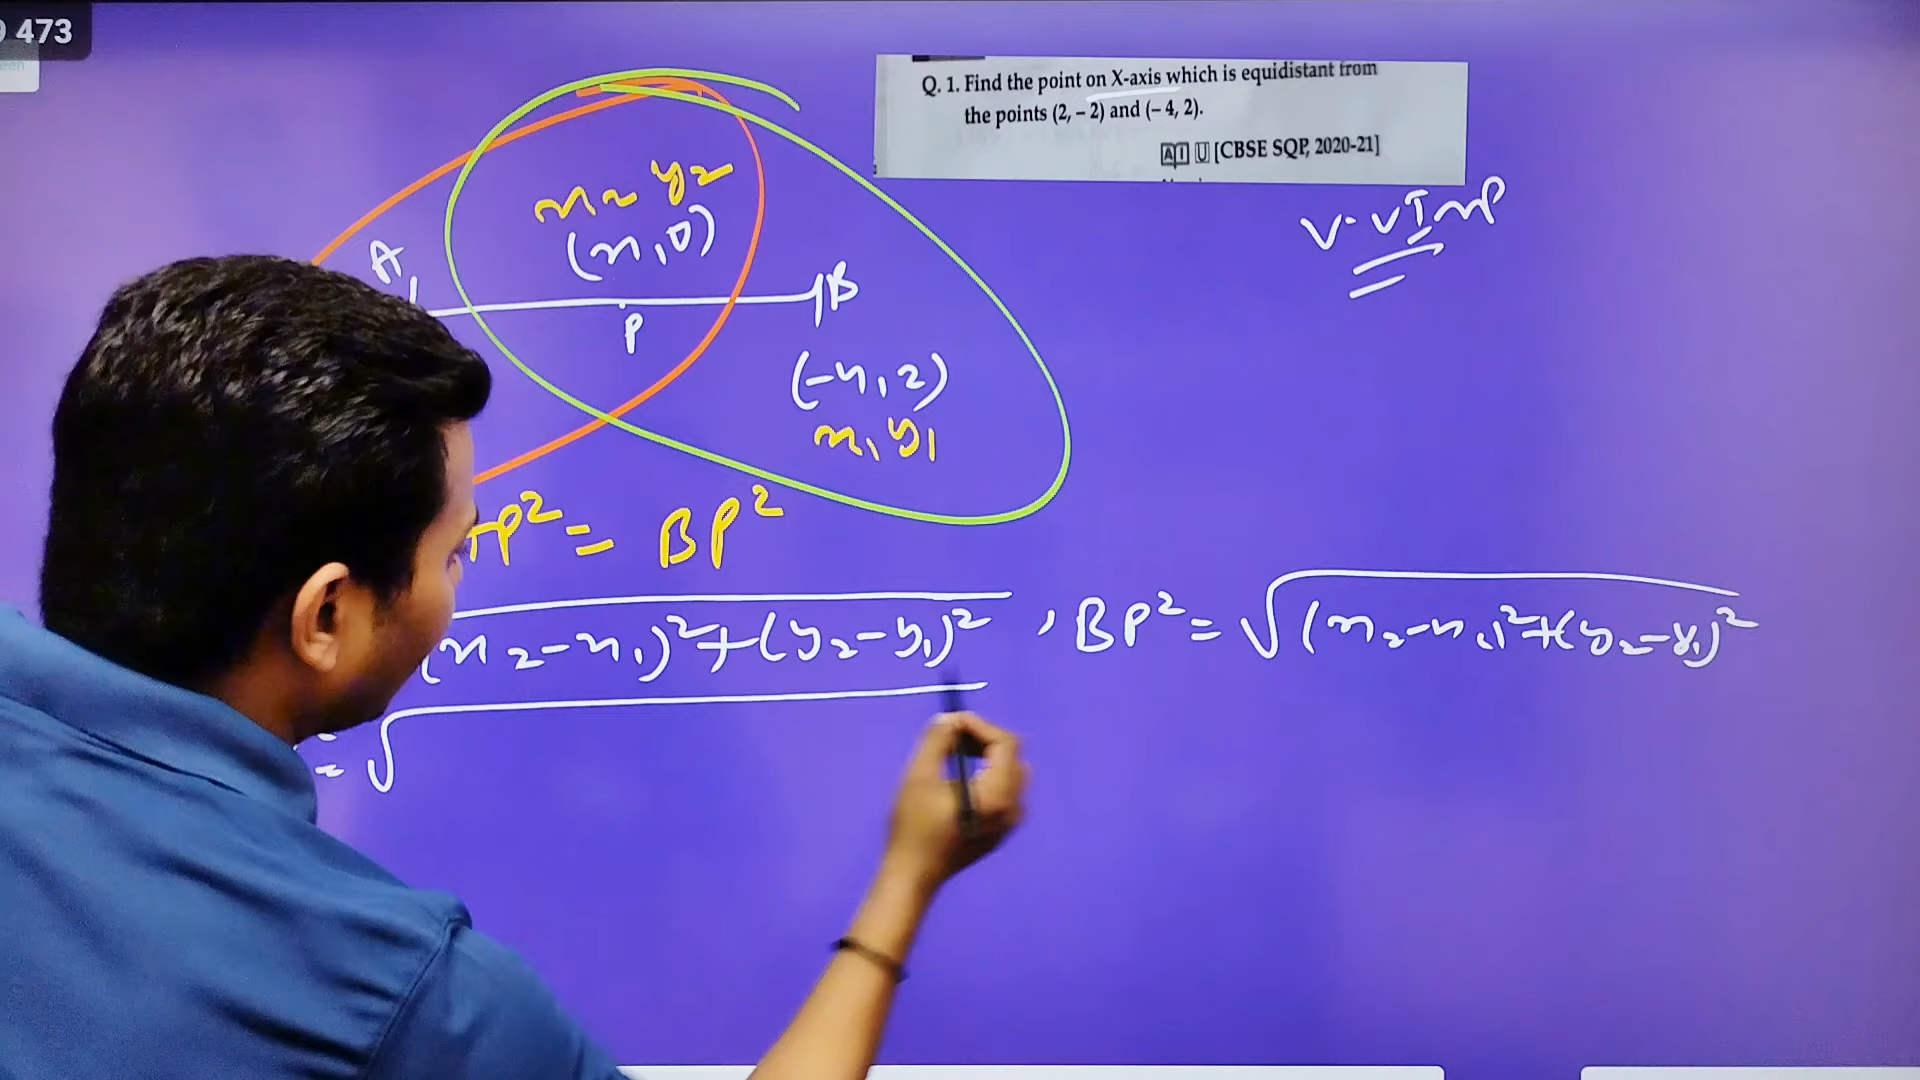 473
Q. 1. Find the point on X-axis which is equidistant from
the points (2, – 2) and (– 4, 2).
AI U [CBSE SQP, 2020-21]
V.VImp
x₂ y₂
(x,0)
A
B
P
(-4,2)
x₁ y₁
P² = BP²
(x₂-x₁)²+(y₂-y₁)² , BP² = √(x₂-x₁)²+(y₂-y₁)²
= √